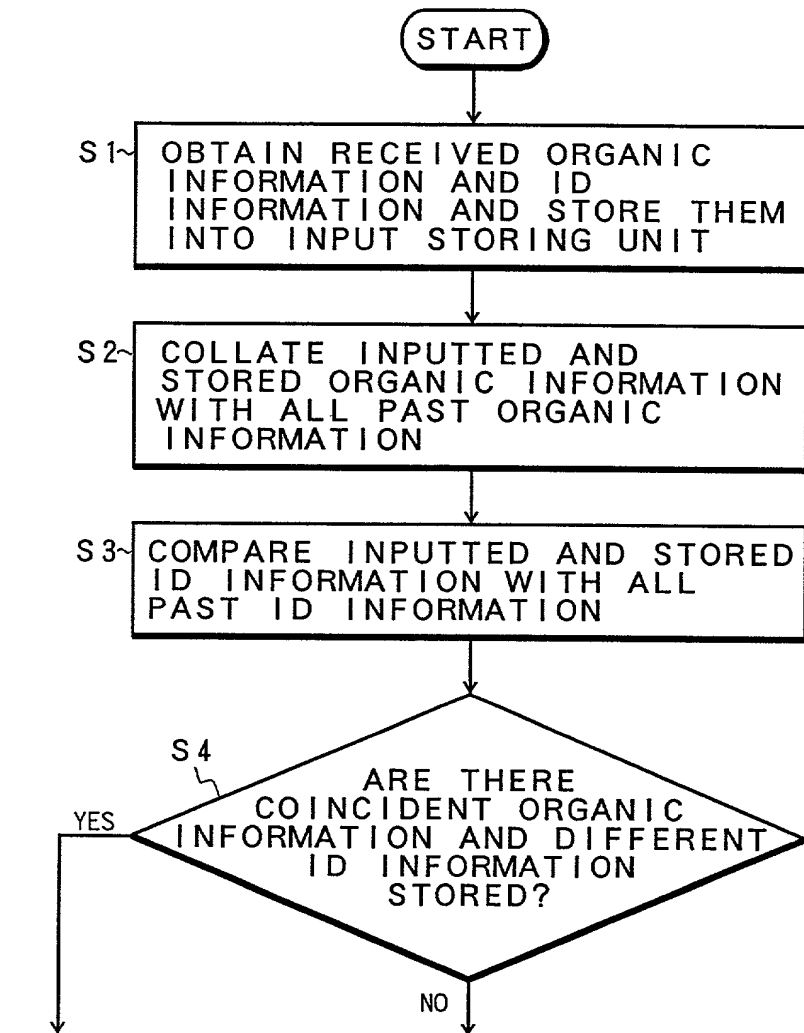 START
S1
OBTAIN RECEIVED ORGANIC
INFORMATION AND ID
INFORMATION AND STORE THEM
INTO INPUT STORING UNIT
S2
COLLATE INPUTTED AND
STORED ORGANIC INFORMATION
WITH ALL PAST ORGANIC
INFORMATION
S3
COMPARE INPUTTED AND STORED
ID INFORMATION WITH ALL
PAST ID INFORMATION
S4
ARE THERE
COINCIDENT ORGANIC
INFORMATION AND DIFFERENT
ID INFORMATION
STORED?
YES
NO